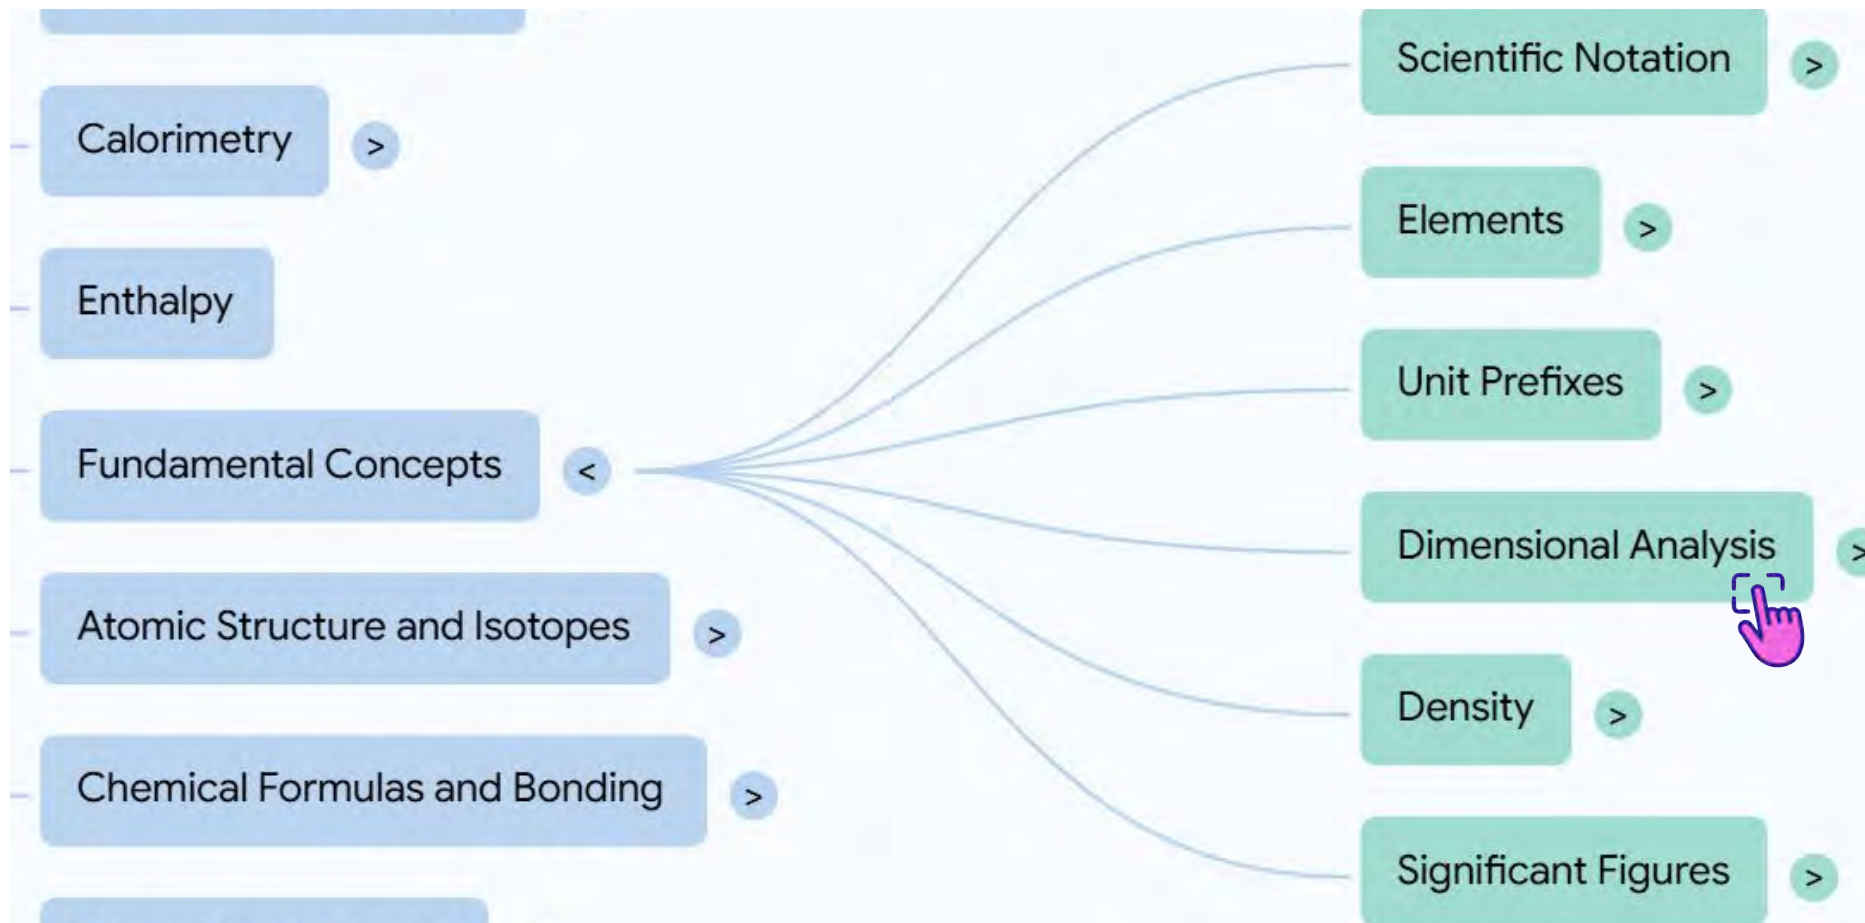 Calorimetry >
Enthalpy
Fundamental Concepts <
Atomic Structure and Isotopes >
Chemical Formulas and Bonding >
Scientific Notation >
Elements >
Unit Prefixes >
Dimensional Analysis >
Density >
Significant Figures >